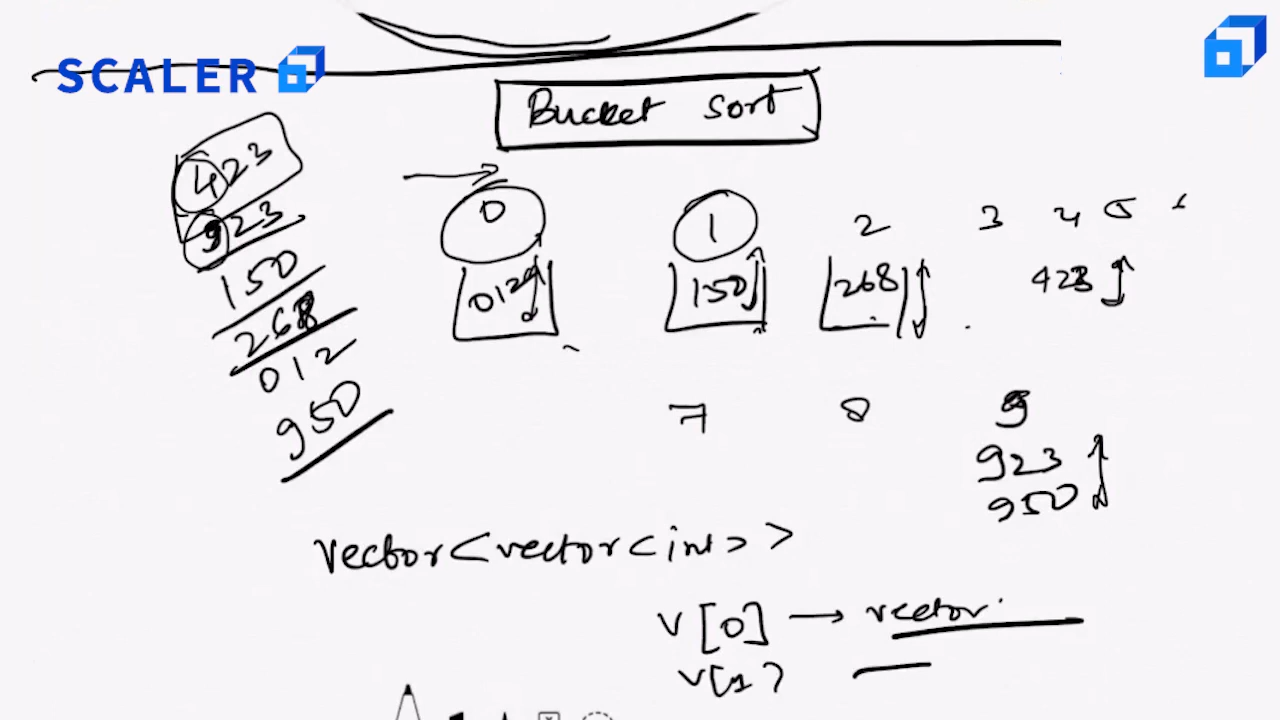 SCALER
Bucket sort
423
923
150
268
012
950
0 1 2 3 4 5
012 150 268 423
7 8 9
923
950
vector<vector<int>>
v[0] → vector
v[1]